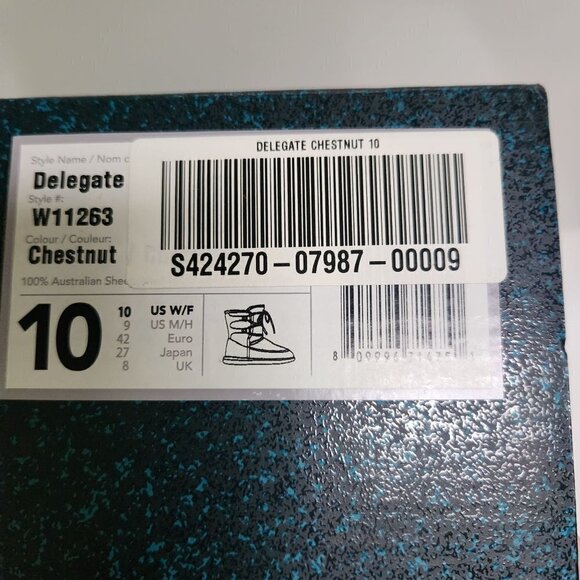 DELEGATE CHESTNUT 10
S424270-07987-00009
Style Name / Nom
Delegate
Style #:
W11263
Colour / Couleur:
Chestnut
100% Australian
10
10 US W/F
9 US M/H
42 Euro
27 Japan
8 UK